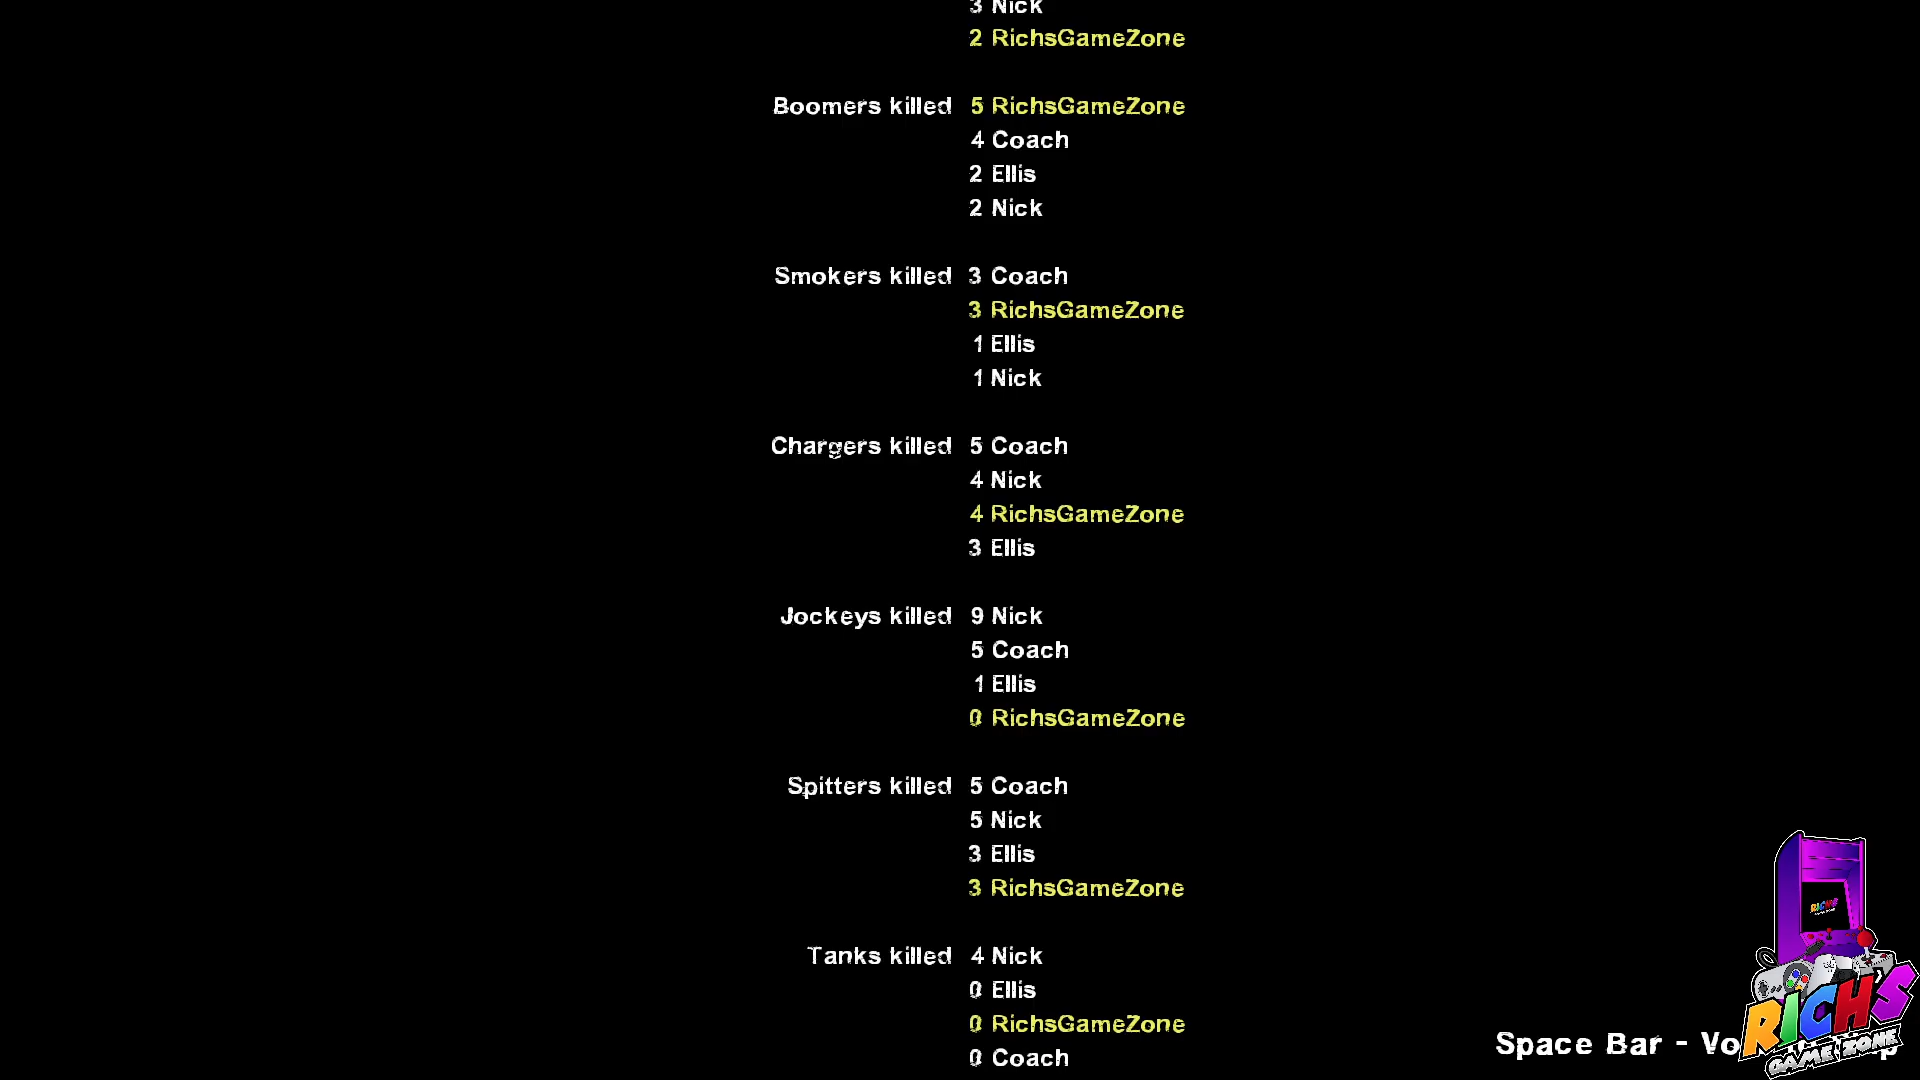 3 Nick
2 RichsGameZone
Boomers killed 5 RichsGameZone
4 Coach
2 Ellis
2 Nick
Smokers killed 3 Coach
3 RichsGameZone
1 Ellis
1 Nick
Chargers killed 5 Coach
4 Nick
4 RichsGameZone
3 Ellis
Jockeys killed 9 Nick
5 Coach
1 Ellis
0 RichsGameZone
Spitters killed 5 Coach
5 Nick
3 Ellis
3 RichsGameZone
Tanks killed 4 Nick
0 Ellis
0 RichsGameZone
0 Coach
Space Bar -
RICH'S
GAME ZONE